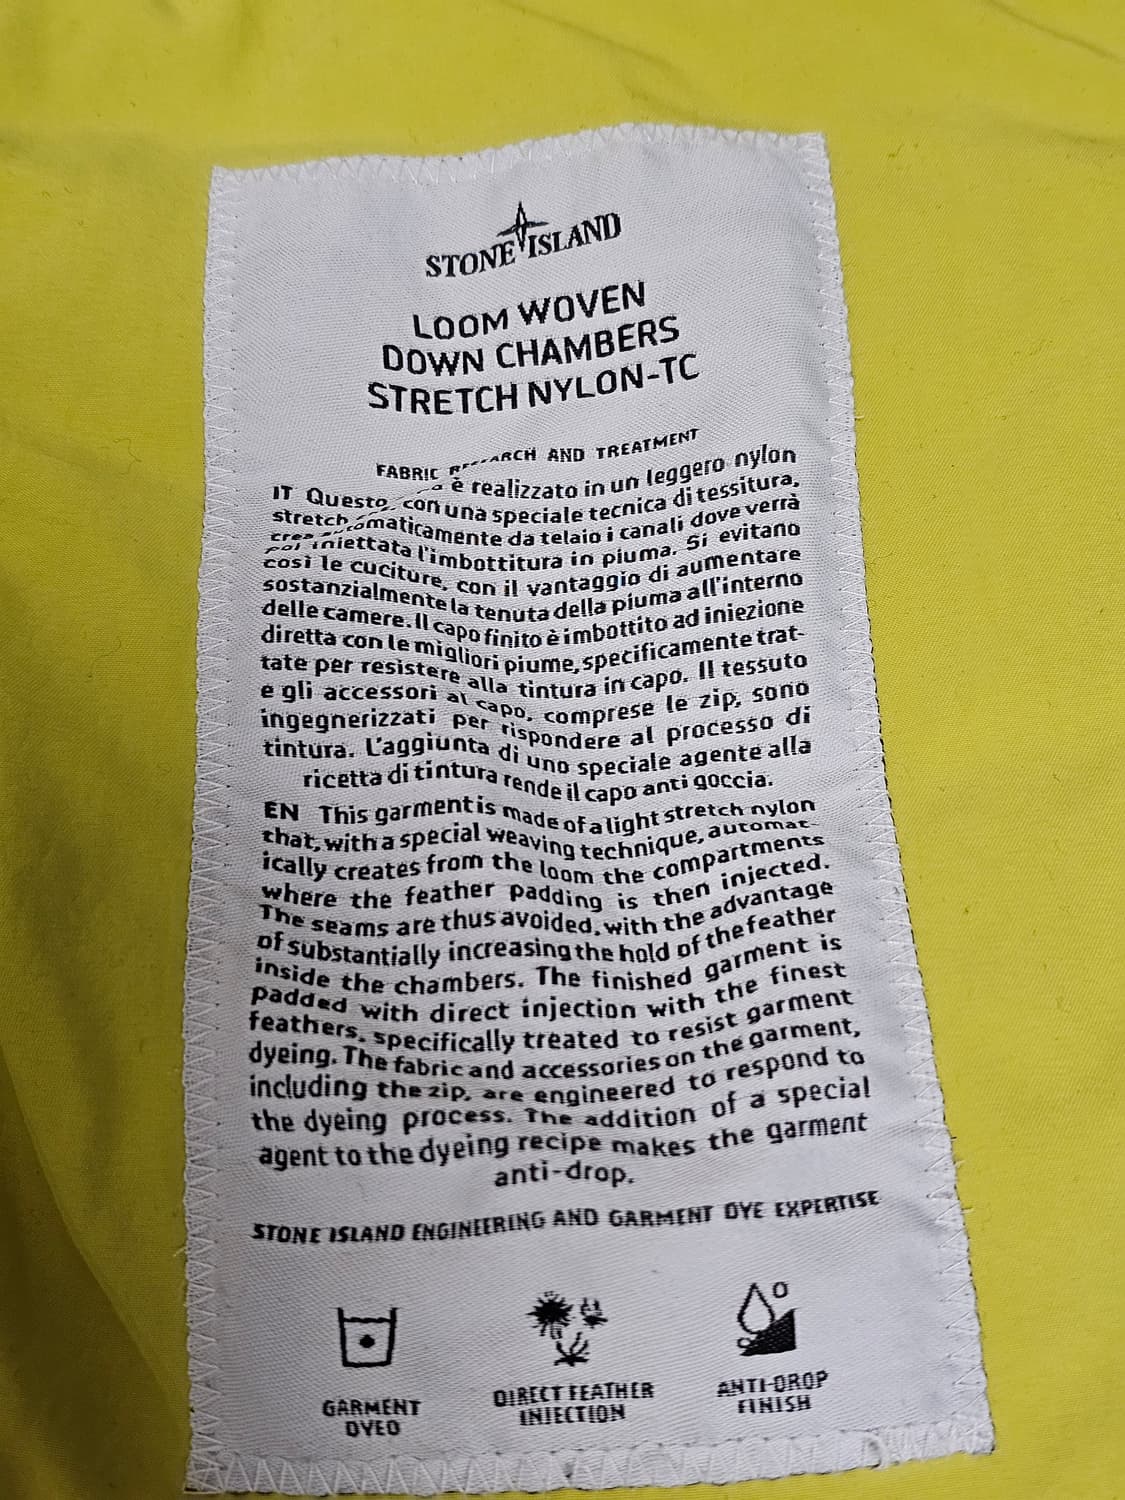 STONE ISLAND
LOOM WOVEN
DOWN CHAMBERS
STRETCH NYLON-TC
FABRIC RESEARCH AND TREATMENT
IT Questo è realizzato in un leggero nylon
stretch con una speciale tecnica di tessitura,
crea automaticamente da telaio i canali dove verrà
poi iniettata l'imbottitura in piuma. Si evitano
così le cuciture, con il vantaggio di aumentare
sostanzialmente la tenuta della piuma all'interno
delle camere. Il capo finito è imbottito ad iniezione
diretta con le migliori piume, specificamente trat-
tate per resistere alla tintura in capo. Il tessuto
e gli accessori al capo, comprese le zip, sono
ingegnerizzati per rispondere al processo di
tintura. L'aggiunta di uno speciale agente alla
ricetta di tintura rende il capo anti goccia.
EN This garment is made of a light stretch nylon
that, with a special weaving technique, automat-
ically creates from the loom the compartments
where the feather padding is then injected.
The seams are thus avoided, with the advantage
of substantially increasing the hold of the feather
inside the chambers. The finished garment is
padded with direct injection with the finest
feathers, specifically treated to resist garment
dyeing. The fabric and accessories on the garment,
including the zip, are engineered to respond to
the dyeing process. The addition of a special
agent to the dyeing recipe makes the garment
anti-drop.
STONE ISLAND ENGINEERING AND GARMENT DYE EXPERTISE
GARMENT DYED
DIRECT FEATHER INJECTION
ANTI-DROP FINISH